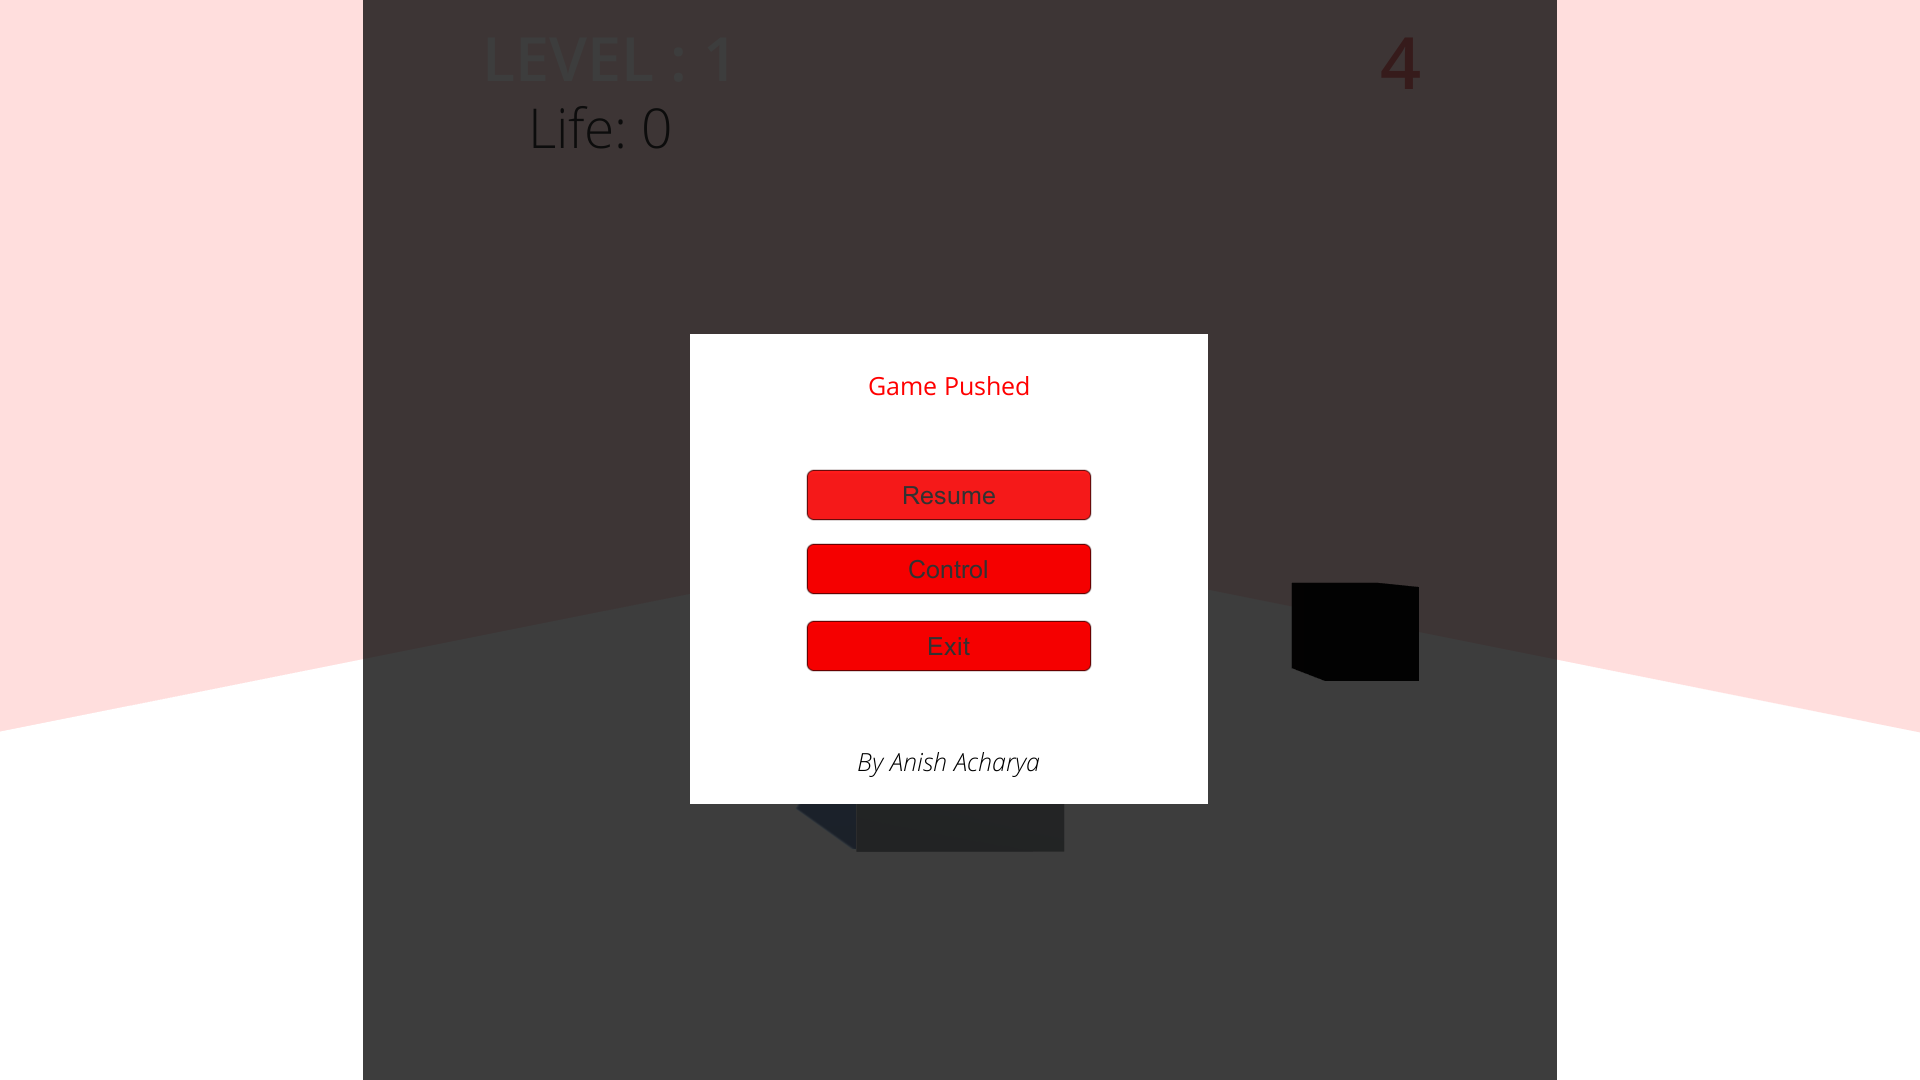 LEVEL : 1
4
Life: 0
Game Pushed
Resume
Control
Exit
By Anish Acharya